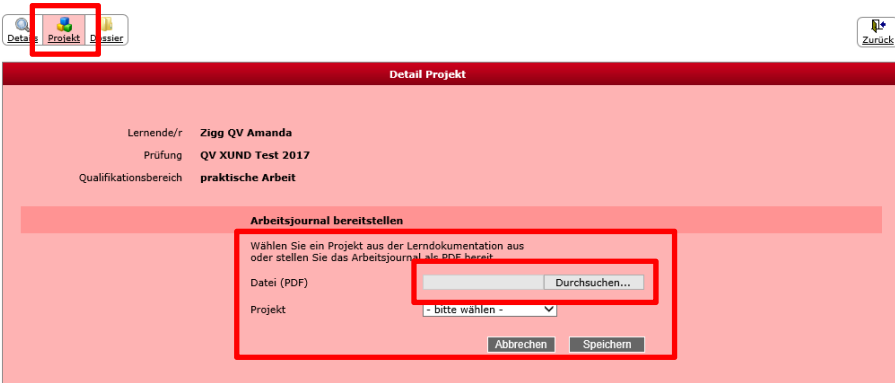 Details Projekt Dossier
Zurück
Detail Projekt
Lernende/r Zigg QV Amanda
Prüfung QV XUND Test 2017
Qualifikationsbereich praktische Arbeit
Arbeitsjournal bereitstellen
Wählen Sie ein Projekt aus der Lerndokumentation aus
oder stellen Sie das Arbeitsjournal als PDF bereit
Datei (PDF) Durchsuchen...
Projekt - bitte wählen -
Abbrechen Speichern